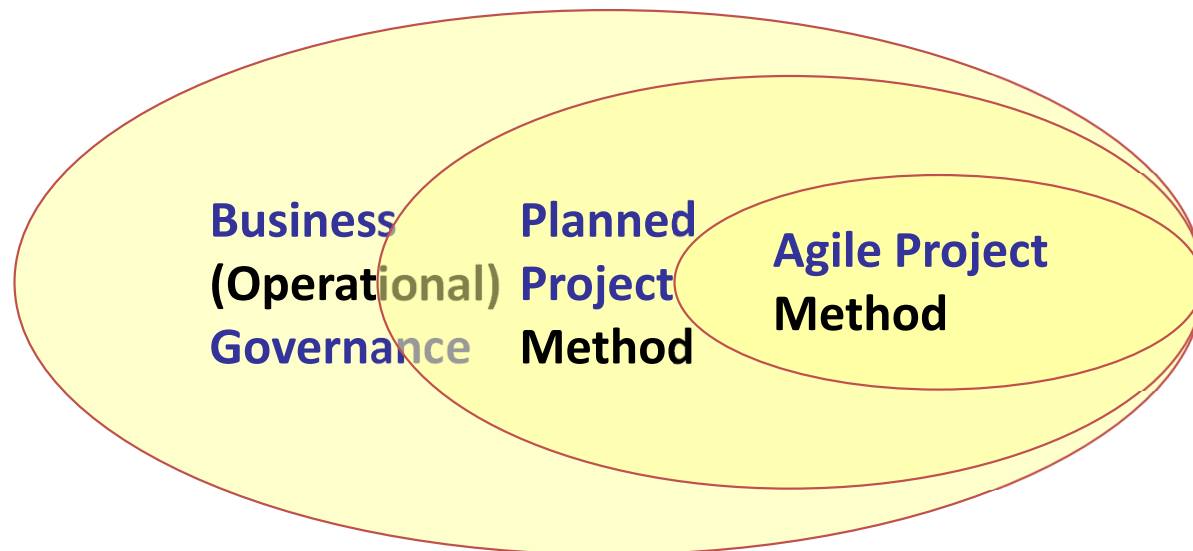 Business
(Operational)
Governance
Planned
Project
Method
Agile Project
Method